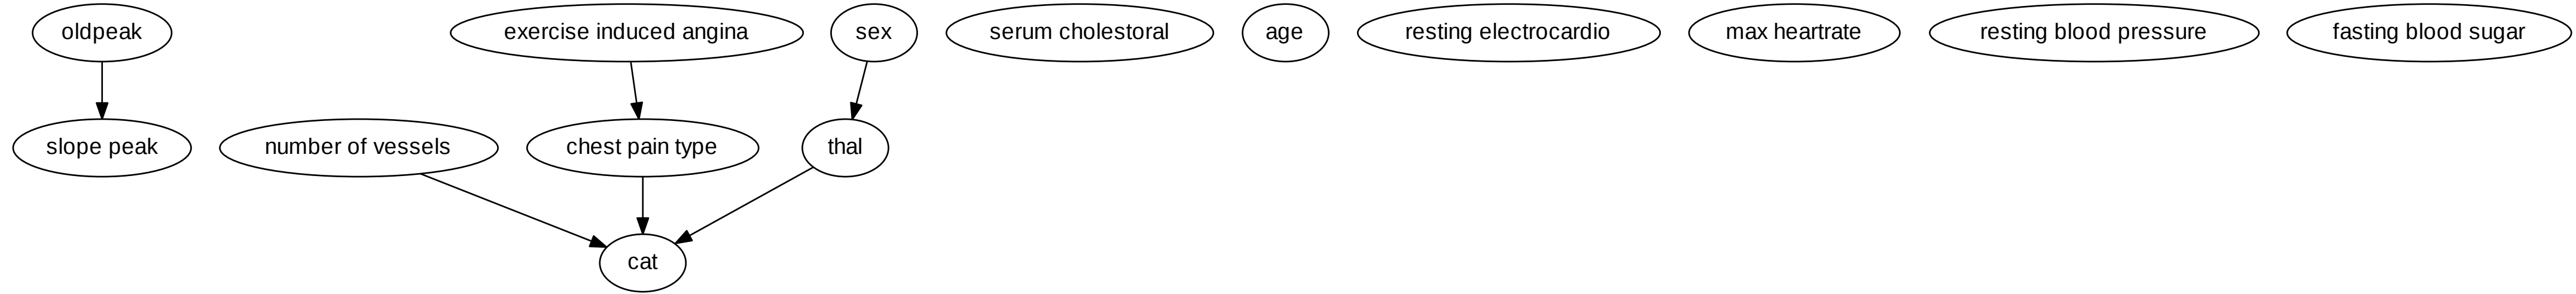 oldpeak
exercise induced angina
sex
serum cholestoral
age
resting electrocardio
max heartrate
resting blood pressure
fasting blood sugar
slope peak
number of vessels
chest pain type
thal
cat